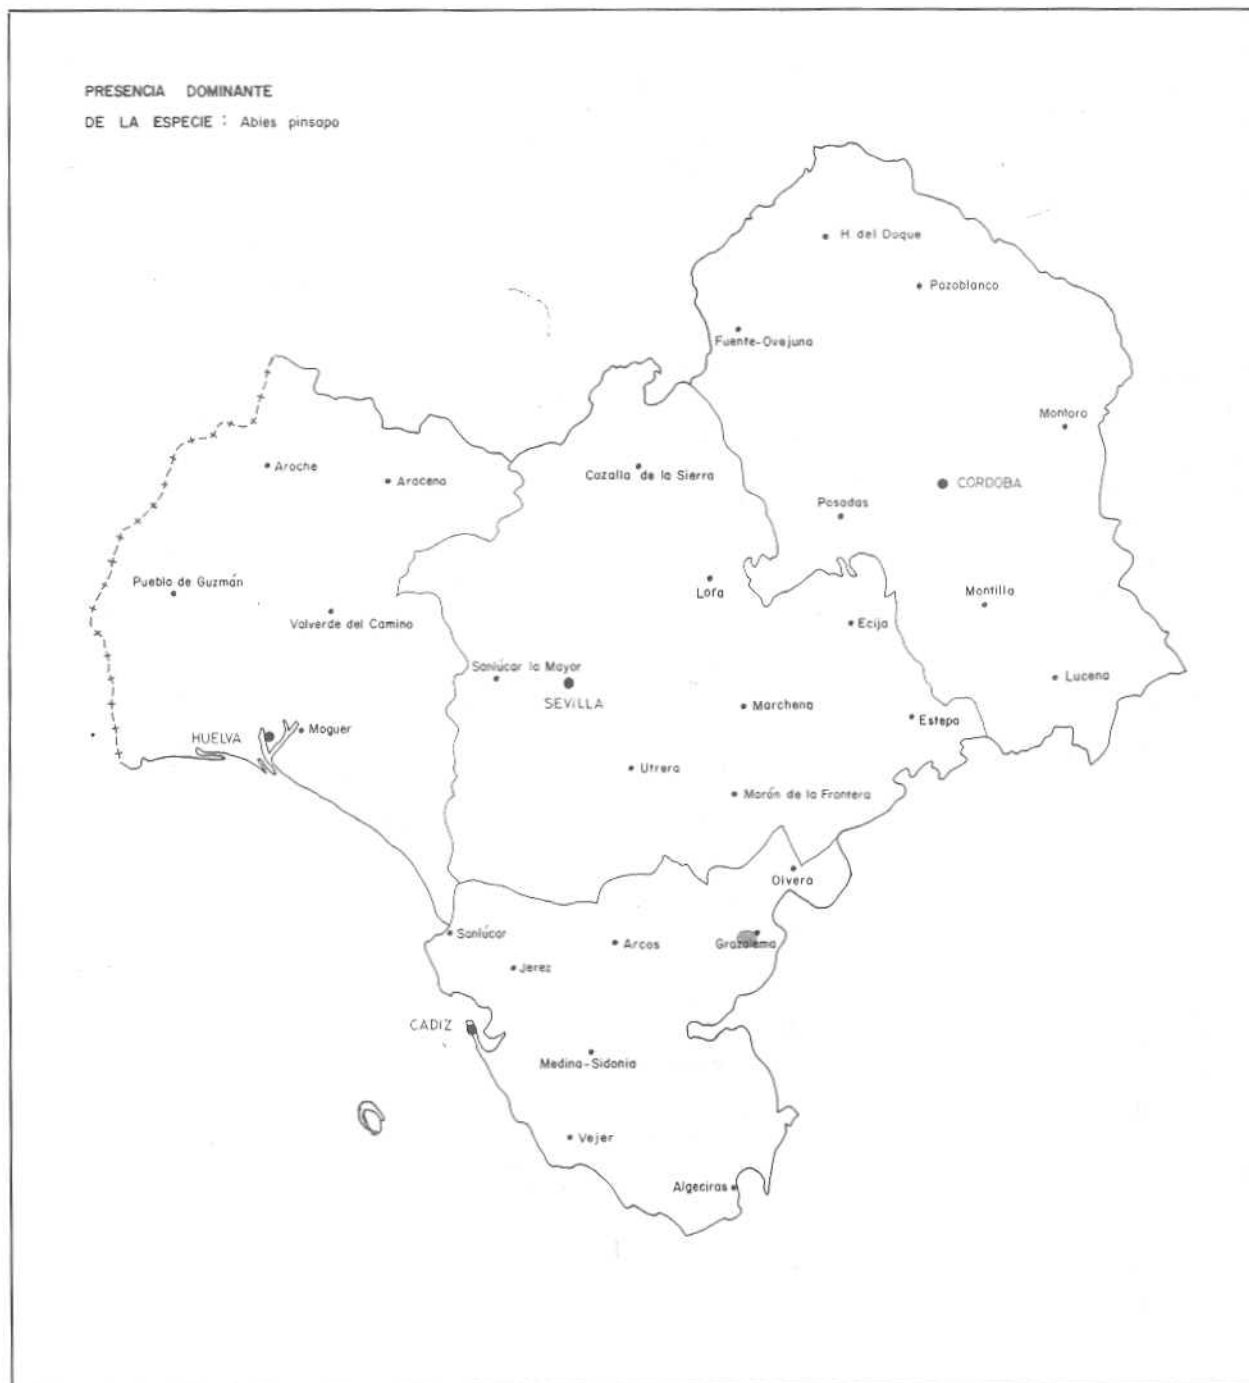 PRESENCIA DOMINANTE
DE LA ESPECIE : Abies pinsapo
H. del Duque
Pozoblanco
Fuente-Ovejuna
Montoro
Aroche
Aracena
Cazalla de la Sierra
CORDOBA
Posadas
Puebla de Guzmán
Lora
Montilla
Valverde del Camino
Ecija
Sanlúcar la Mayor
SEVILLA
Lucena
Marchena
Estepa
HUELVA
Moguer
Utrera
Morón de la Frontera
Olvera
Sanlúcar
Arcos
Grazalema
Jerez
CADIZ
Medina-Sidonia
Vejer
Algeciras